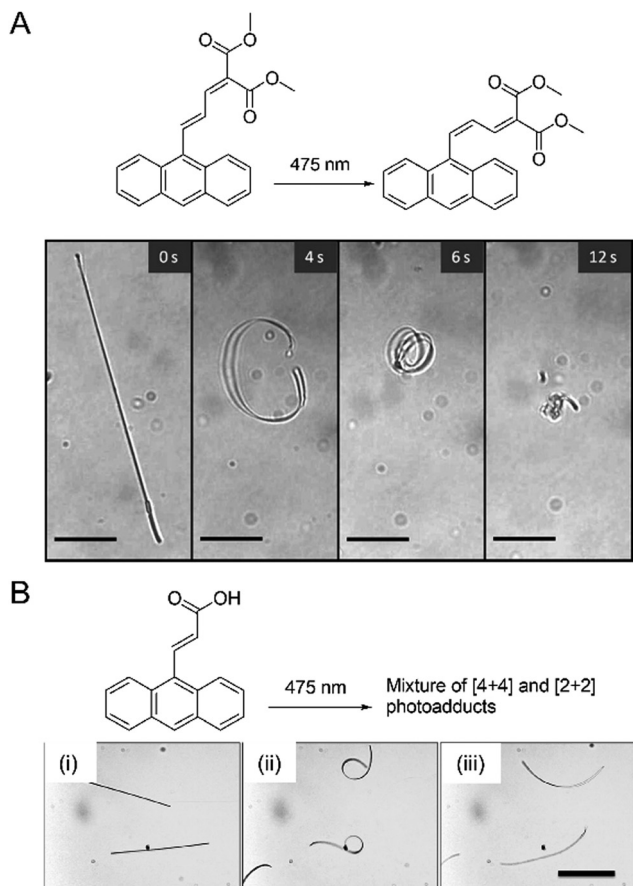 A
O
O
O
O
475 nm
O
O
O
O
0 s
4 s
6 s
12 s
B
O
OH
475 nm
Mixture of [4+4] and [2+2]
photoadducts
(i)
(ii)
(iii)